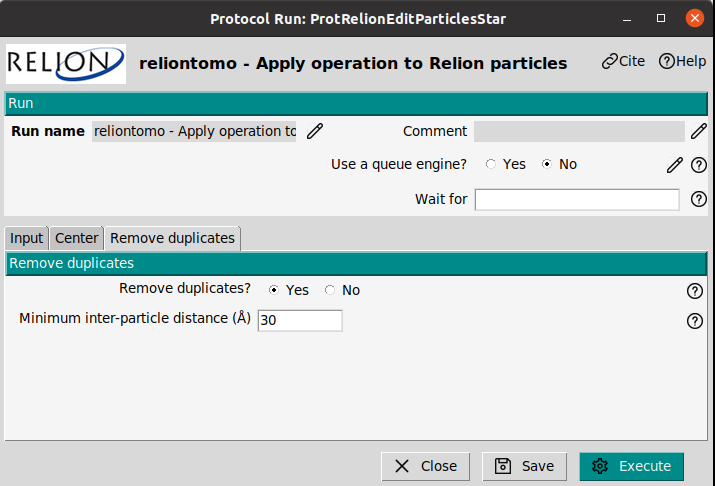 Protocol Run: ProtRelionEditParticlesStar
RELION
reliontomo - Apply operation to Relion particles
Cite
Help
Run
Run name
reliontomo - Apply operation to
Comment
Use a queue engine?
Yes
No
Wait for
Input
Center
Remove duplicates
Remove duplicates
Remove duplicates?
Yes
No
Minimum inter-particle distance (Å)
30
Close
Save
Execute